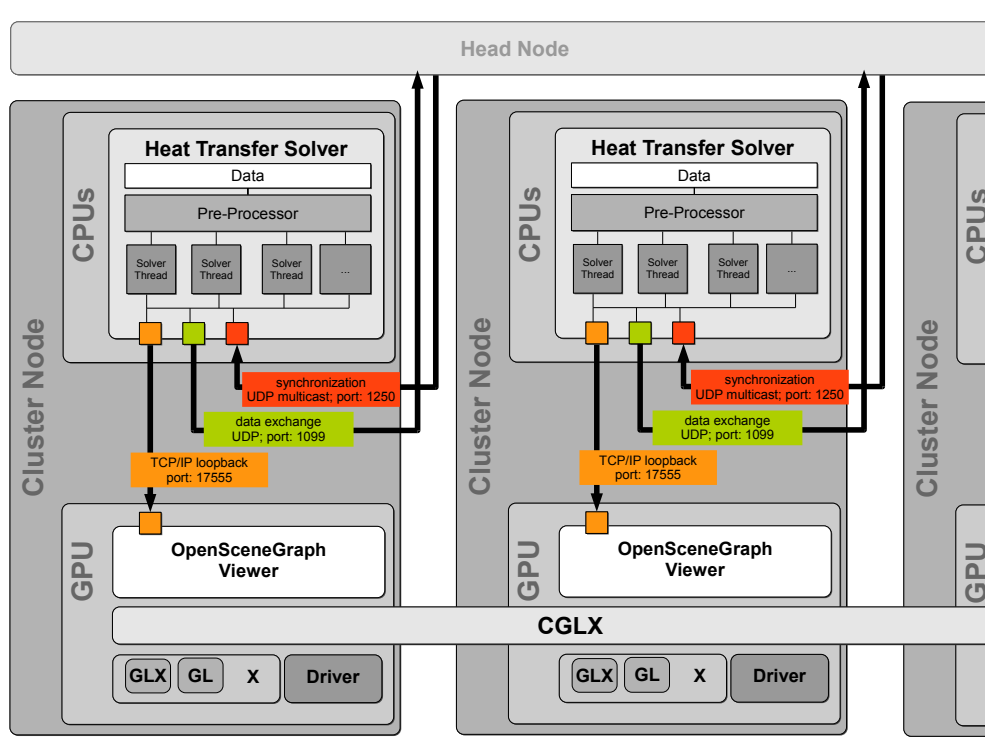 Head Node
Cluster Node
CPUs
Heat Transfer Solver
Data
Pre-Processor
Solver
Thread
Solver
Thread
Solver
Thread
...
synchronization
UDP multicast; port: 1250
data exchange
UDP; port: 1099
TCP/IP loopback
port: 17555
GPU
OpenSceneGraph
Viewer
Cluster Node
CPUs
Heat Transfer Solver
Data
Pre-Processor
Solver
Thread
Solver
Thread
Solver
Thread
...
synchronization
UDP multicast; port: 1250
data exchange
UDP; port: 1099
TCP/IP loopback
port: 17555
GPU
OpenSceneGraph
Viewer
Cluster Node
CPUs
GPU
CGLX
GLX
GL
X
Driver
GLX
GL
X
Driver